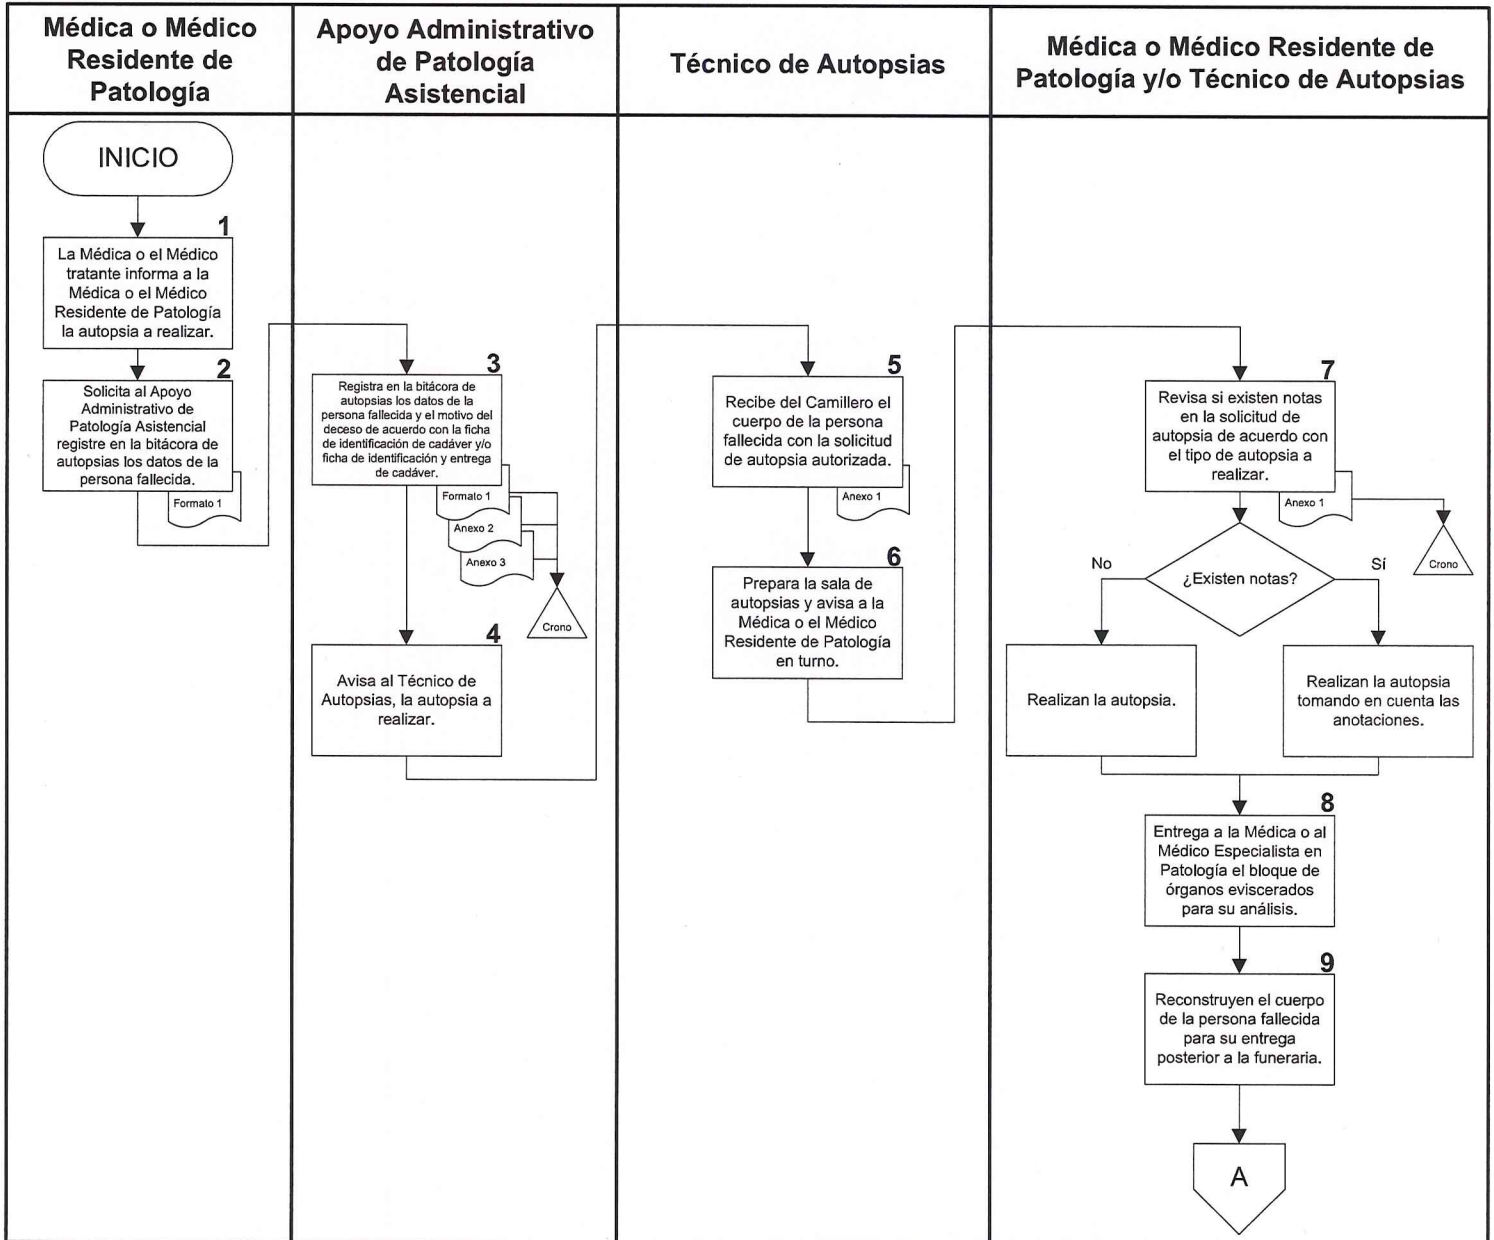 Médica o Médico
Residente de
Patología
Apoyo Administrativo
de Patología
Asistencial
Técnico de Autopsias
Médica o Médico Residente de
Patología y/o Técnico de Autopsias
INICIO
1
La Médica o el Médico
tratante informa a la
Médica o el Médico
Residente de Patología
la autopsia a realizar.
2
Solicita al Apoyo
Administrativo de
Patología Asistencial
registre en la bitácora de
autopsias los datos de la
persona fallecida.
Formato 1
3
Registra en la bitácora de
autopsias los datos de la
persona fallecida y el motivo del
deceso de acuerdo con la ficha
de identificación de cadáver y/o
ficha de identificación y entrega
de cadáver.
Formato 1
Anexo 2
Anexo 3
Crono
4
Avisa al Técnico de
Autopsias, la autopsia a
realizar.
5
Recibe del Camillero el
cuerpo de la persona
fallecida con la solicitud
de autopsia autorizada.
Anexo 1
6
Prepara la sala de
autopsias y avisa a la
Médica o el Médico
Residente de Patología
en turno.
7
Revisa si existen notas
en la solicitud de
autopsia de acuerdo con
el tipo de autopsia a
realizar.
Anexo 1
Crono
No
¿Existen notas?
Sí
Realizan la autopsia.
Realizan la autopsia
tomando en cuenta las
anotaciones.
8
Entrega a la Médica o al
Médico Especialista en
Patología el bloque de
órganos eviscerados
para su análisis.
9
Reconstruyen el cuerpo
de la persona fallecida
para su entrega
posterior a la funeraria.
A